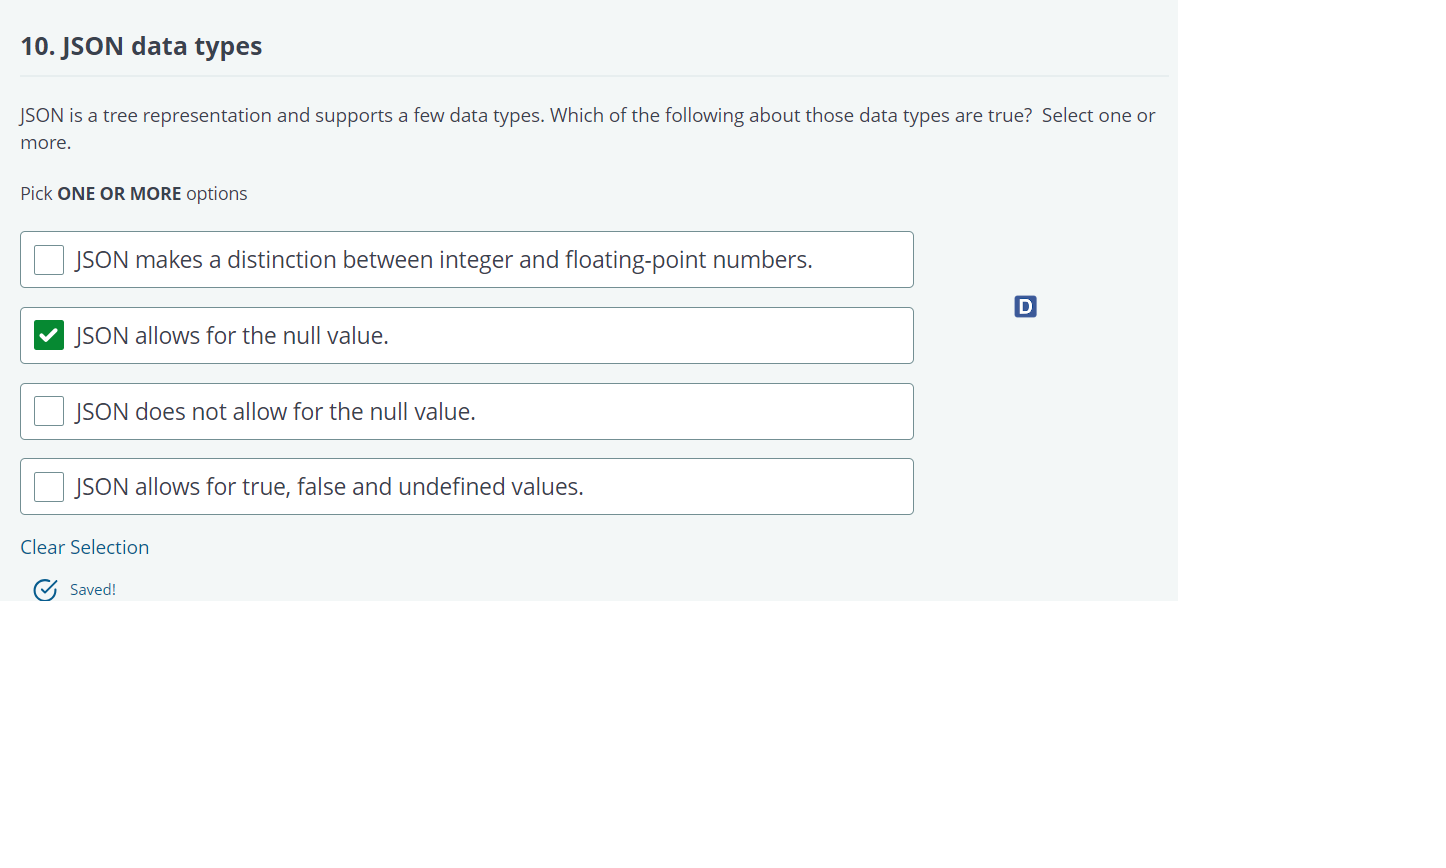 10. JSON data types
JSON is a tree representation and supports a few data types. Which of the following about those data types are true?  Select one or
more.
Pick ONE OR MORE options
JSON makes a distinction between integer and floating-point numbers.
D
JSON allows for the null value.
JSON does not allow for the null value.
JSON allows for true, false and undefined values.
Clear Selection
Saved!